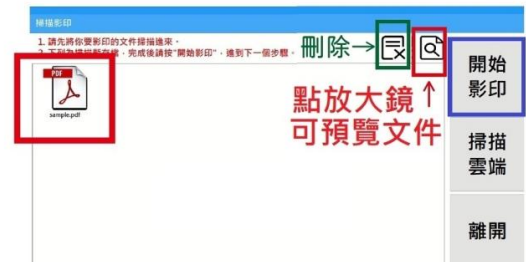 掃描影印
1. 請先將你要影印的文件掃描進來。
2. 下列為掃描暫存檔，完成後請按"開始影印"，進到下一個步驟。
刪除→
PDF
sample.pdf
點放大鏡↑
可預覽文件
開始
影印
掃描
雲端
離開